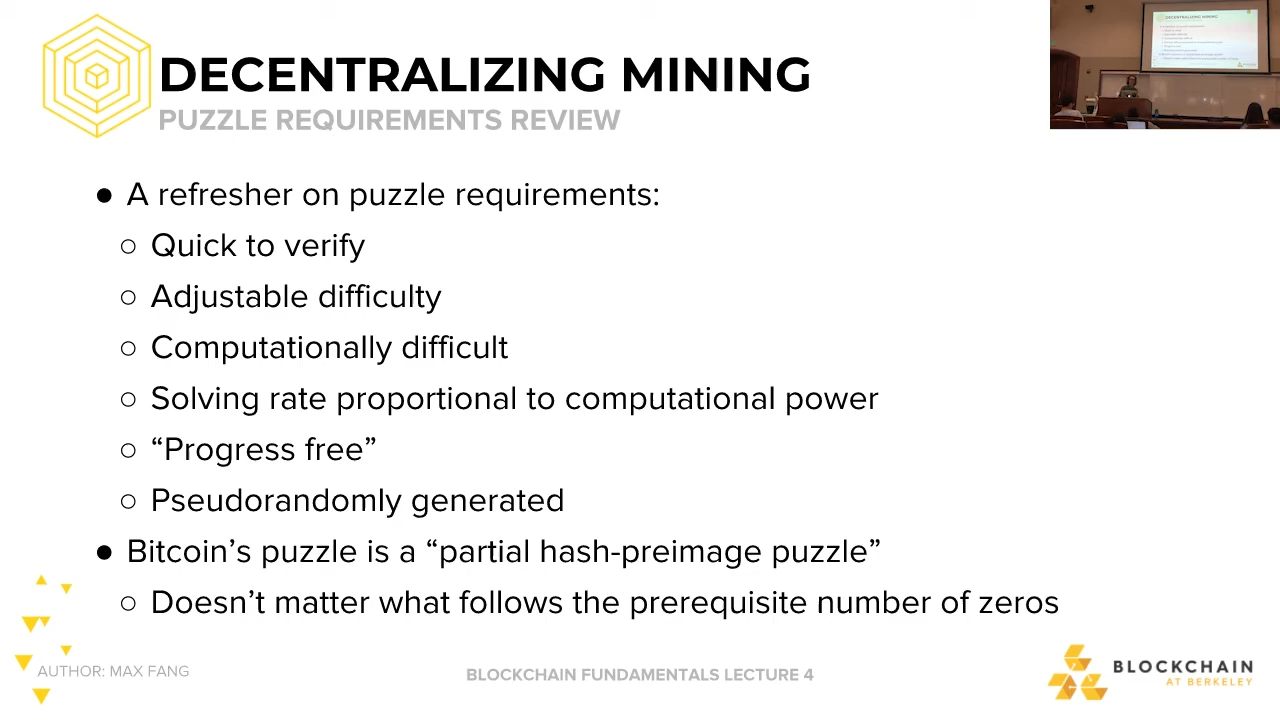 DECENTRALIZING MINING
PUZZLE REQUIREMENTS REVIEW
DECENTRALIZING MINING
● A refresher on puzzle requirements:
○ Quick to verify
○ Adjustable difficulty
○ Computationally difficult
○ Solving rate proportional to computational power
○ “Progress free”
○ Pseudorandomly generated
● Bitcoin’s puzzle is a “partial hash-preimage puzzle”
○ Doesn’t matter what follows the prerequisite number of zeros
AUTHOR: MAX FANG
BLOCKCHAIN FUNDAMENTALS LECTURE 4
BLOCKCHAIN
AT BERKELEY